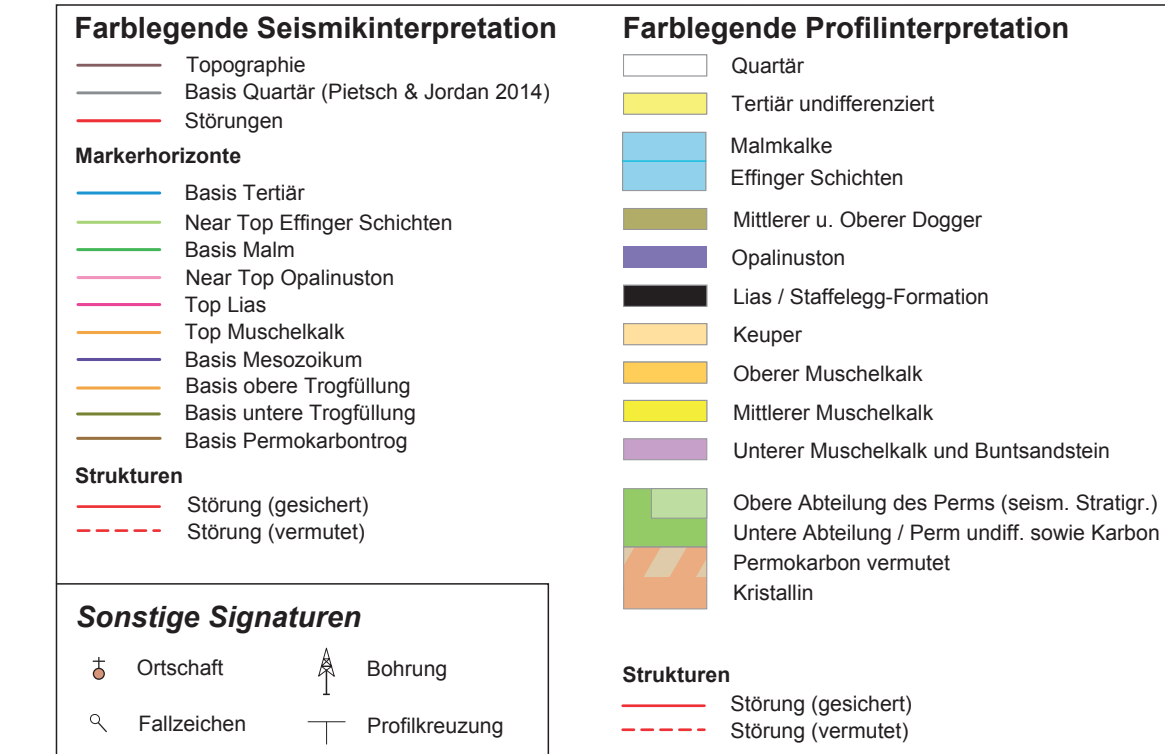 Farblegende Seismikinterpretation
Topographie
Basis Quartär (Pietsch & Jordan 2014)
Störungen
Markerhorizonte
Basis Tertiär
Near Top Effinger Schichten
Basis Malm
Near Top Opalinuston
Top Lias
Top Muschelkalk
Basis Mesozoikum
Basis obere Trogfüllung
Basis untere Trogfüllung
Basis Permokarbontrog
Strukturen
Störung (gesichert)
Störung (vermutet)
Sonstige Signaturen
Ortschaft
Bohrung
Fallzeichen
Profilkreuzung
Farblegende Profilinterpretation
Quartär
Tertiär undifferenziert
Malmkalke
Effinger Schichten
Mittlerer u. Oberer Dogger
Opalinuston
Lias / Staffelegg-Formation
Keuper
Oberer Muschelkalk
Mittlerer Muschelkalk
Unterer Muschelkalk und Buntsandstein
Obere Abteilung des Perms (seism. Stratigr.)
Untere Abteilung / Perm undiff. sowie Karbon
Permokarbon vermutet
Kristallin
Strukturen
Störung (gesichert)
Störung (vermutet)